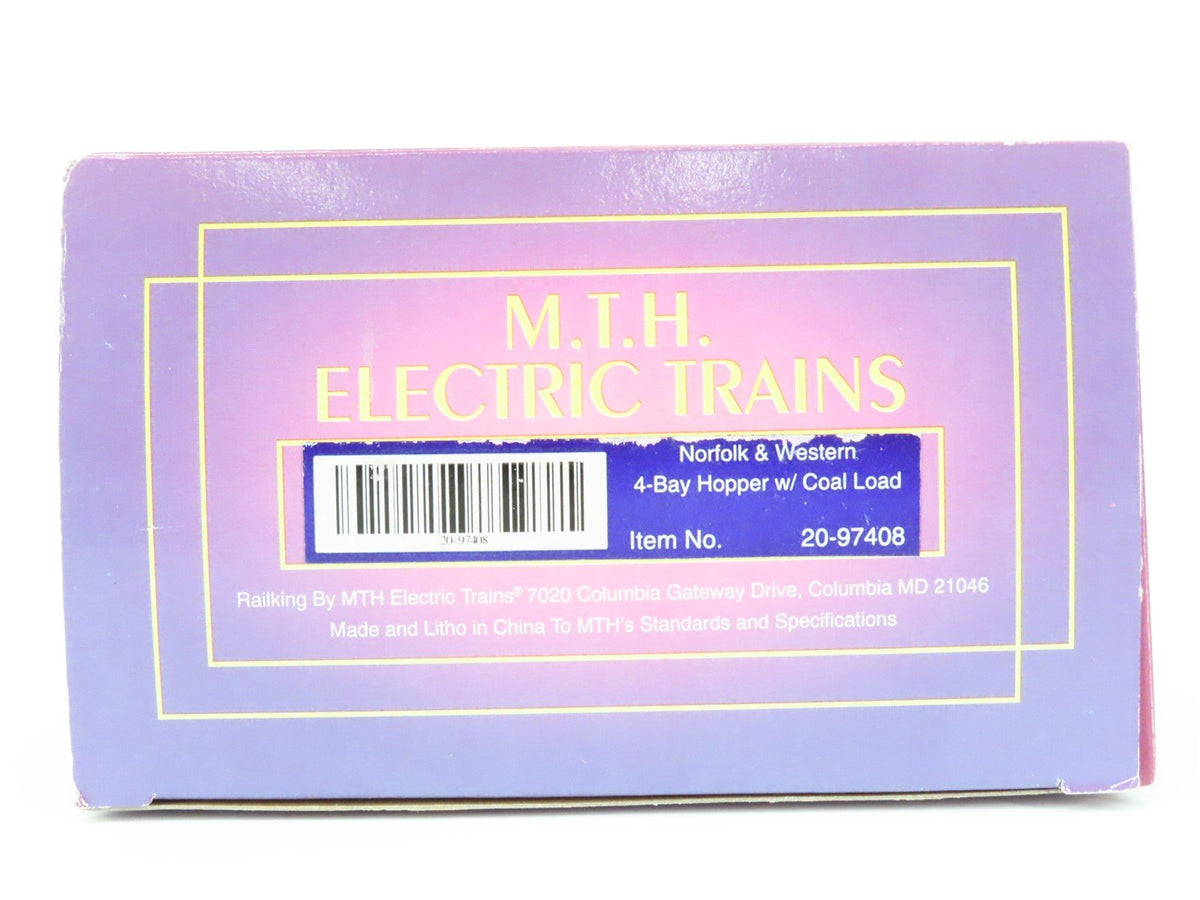 M.T.H.
ELECTRIC TRAINS
Norfolk & Western
4-Bay Hopper w/ Coal Load
Item No. 20-97408
20-97408
Railking By MTH Electric Trains® 7020 Columbia Gateway Drive, Columbia MD 21046
Made and Litho in China To MTH's Standards and Specifications